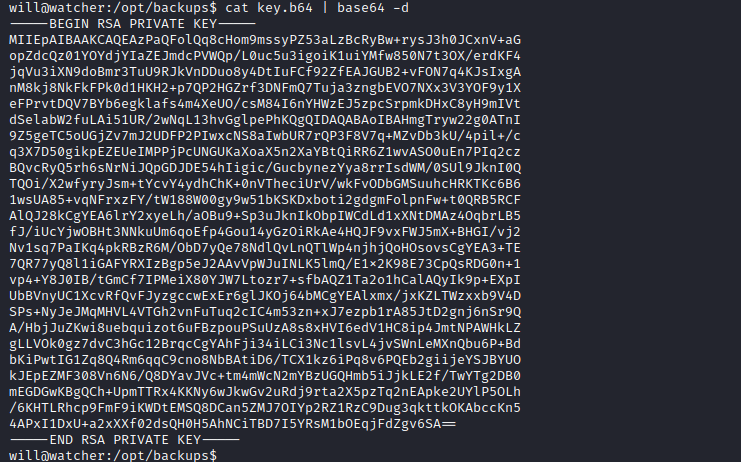 will@watcher:/opt/backups$ cat key.b64 | base64 -d
-----BEGIN RSA PRIVATE KEY-----
MIIEpAIBAAKCAQEAzPaQFolQq8cHom9mssyPZ53aLzBcRyBw+rysJ3h0JCxnV+aG
opZdcQz01YOYdjYIaZEJmdcPVWQp/L0uc5u3igoiK1uiYMfw850N7t3OX/erdKF4
jqVu3iXN9doBmr3TuU9RJkVnDDuo8y4DtIuFCf92ZfEAJGUB2+vFON7q4KJsIxgA
nM8kj8NkFkFPk0d1HKH2+p7QP2HGZrf3DNFmQ7Tuja3zngbEVO7NXx3V3YOF9y1X
eFPrvtDQV7BYb6egklafs4m4XeUO/csM84I6nYHWzEJ5zpcSrpmkDHxC8yH9mIVt
dSelabW2fuLAi51UR/2wNqL13hvGglpePhKQgQIDAQABAoIBAHmgTryw22g0ATnI
9Z5geTC5oUGjZv7mJ2UDFP2PIwxcNS8aIwbUR7rQP3F8V7q+MZvDb3kU/4pil+/c
q3X7D50gikpEZEUeIMPPjPcUNGUKaXoaX5n2XaYBtQiRR6Z1wvASO0uEn7PIq2cz
BQvcRyQ5rh6sNrNiJQpGDJDE54hIigic/GucbynezYya8rrIsdWM/0SUl9JknI0Q
TQOi/X2wfyryJsm+tYcvY4ydhChK+0nVTheciUrV/wkFvODbGMSuuhcHRKTKc6B6
1wsUA85+vqNFrxzFY/tW188W00gy9w51bKSKDxboti2gdgmFolpnFw+t0QRB5RCF
AlQJ28kCgYEA6lrY2xyeLh/aOBu9+Sp3uJknIkObpIWCdLd1xXNtDMAz4OqbrLB5
fJ/iUcYjwOBHt3NNkuUm6qoEfp4Gou14yGzOiRkAe4HQJF9vxFWJ5mX+BHGI/vj2
Nv1sq7PaIKq4pkRBzR6M/ObD7yQe78NdlQvLnQTlWp4njhjQoHOsovsCgYEA3+TE
7QR77yQ8l1iGAFYRXIzBgp5eJ2AAvVpWJuINLK5lmQ/E1×2K98E73CpQsRDG0n+1
vp4+Y8J0IB/tGmCf7IPMeiX80YJW7Ltozr7+sfbAQZ1Ta2o1hCalAQyIk9p+EXpI
UbBVnyUC1XcvRfQvFJyzgccwExEr6glJKOj64bMCgYEAlxmx/jxKZLTWzxxb9V4D
SPs+NyJeJMqMHVL4VTGh2vnFuTuq2cIC4m53zn+xJ7ezpb1rA85JtD2gnj6nSr9Q
A/HbjJuZKwi8uebquizot6uFBzpouPSuUzA8s8xHVI6edV1HC8ip4JmtNPAWHkLZ
gLLVOk0gz7dvC3hGc12BrqcCgYAhFji34iLCi3Nc1lsvL4jvSWnLeMXnQbu6P+Bd
bKiPwtIG1Zq8Q4Rm6qqC9cno8NbBAtiD6/TCX1kz6iPq8v6PQEb2giijeYSJBYUO
kJEpEZMF308Vn6N6/Q8DYavJVc+tm4mWcN2mYBzUGQHmb5iJjkLE2f/TwYTg2DB0
mEGDGwKBgQCh+UpmTTRx4KKNy6wJkwGv2uRdj9rta2X5pzTq2nEApke2UYlP5OLh
/6KHTLRhcp9FmF9iKWDtEMSQ8DCan5ZMJ7OIYp2RZ1RzC9Dug3qkttkOKAbccKn5
4APxI1DxU+a2xXXf02dsQH0H5AhNCiTBD7I5YRsM1bOEqjFdZgv6SA==
-----END RSA PRIVATE KEY-----
will@watcher:/opt/backups$